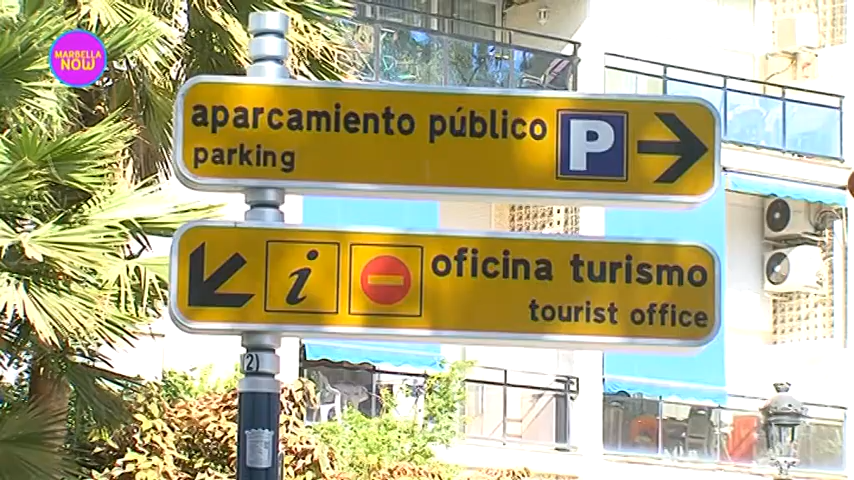 MARBELLA
NOW
aparcamiento público P
parking
i oficina turismo
tourist office
(2)